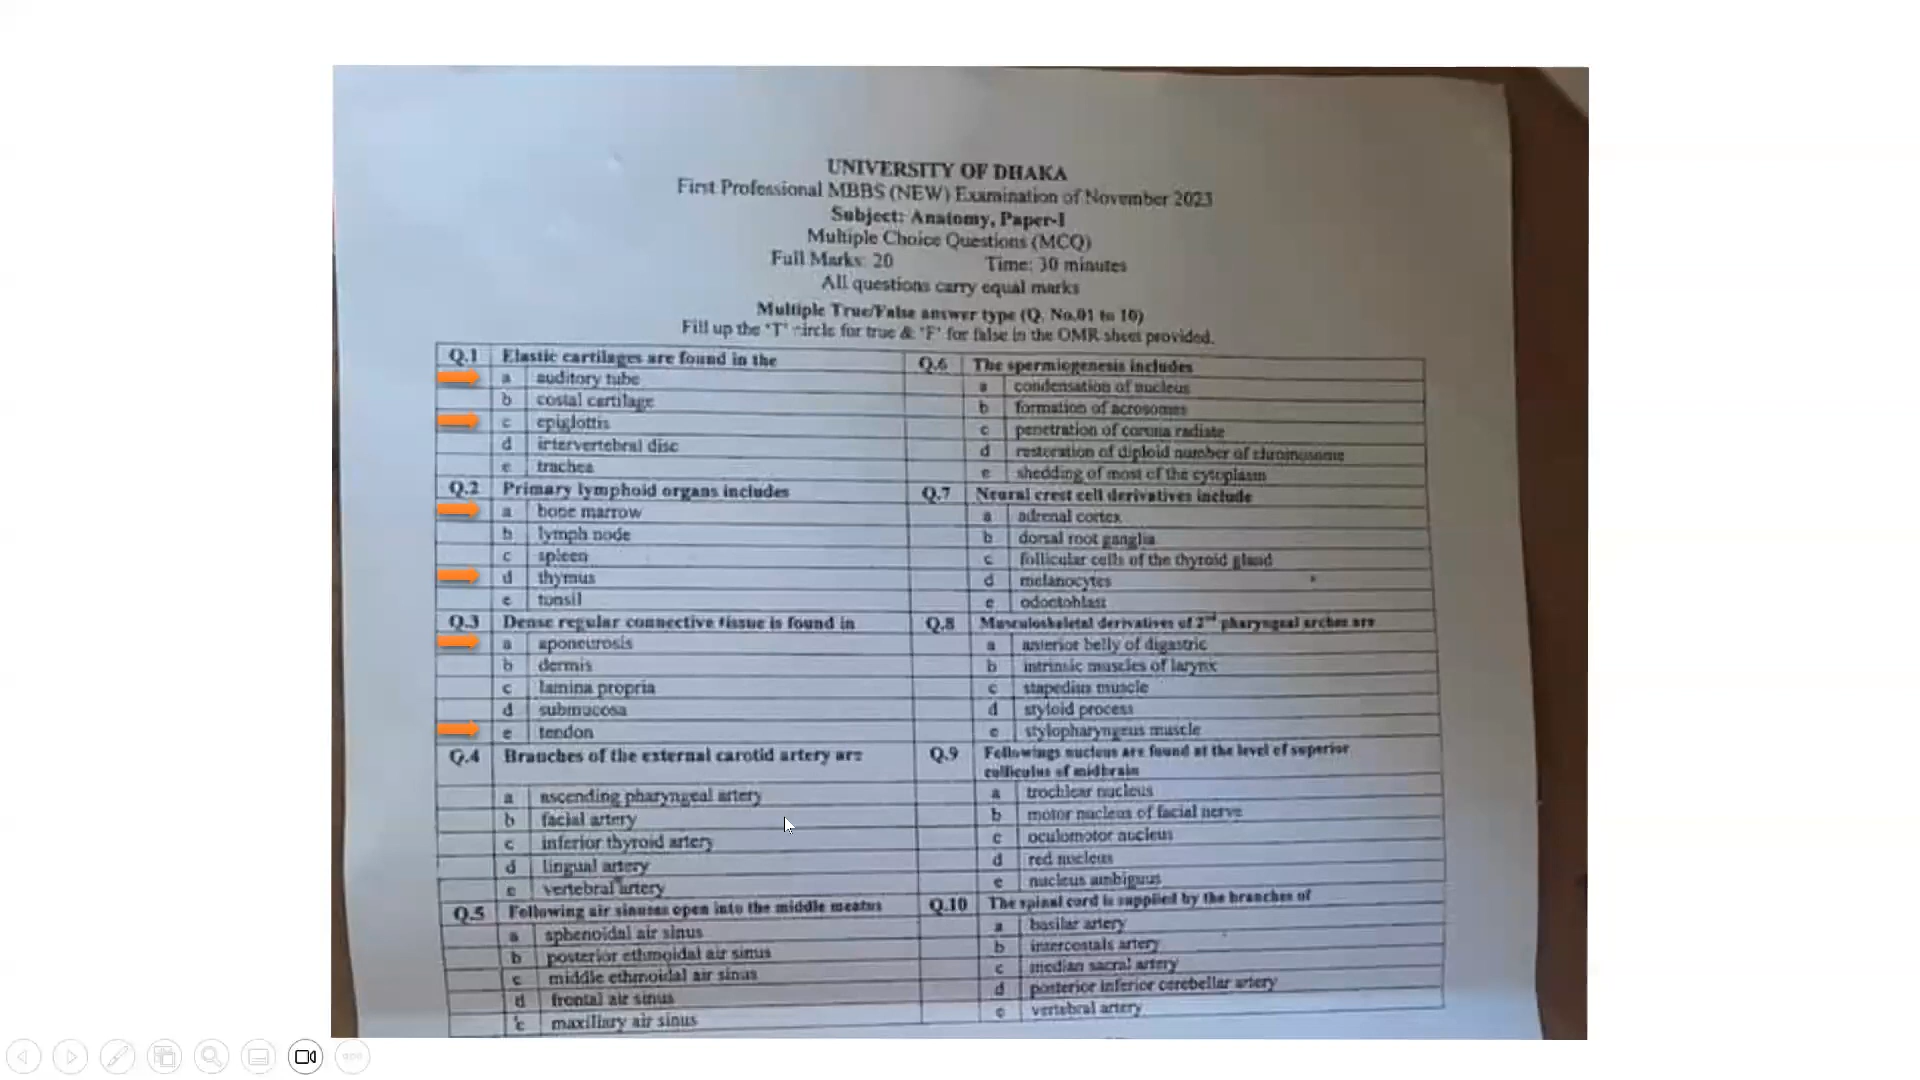 UNIVERSITY OF DHAKA
First Professional MBBS (NEW) Examination of November 2023
Subject: Anatomy, Paper-I
Multiple Choice Questions (MCQ)
Full Marks: 20 Time: 30 minutes
All questions carry equal marks
Multiple True/False answer type (Q. No.01 to 10)
Fill up the 'T' circle for true & 'F' for false in the OMR sheet provided.
Q.1 Elastic cartilages are found in the
a auditory tube
b costal cartilage
c epiglottis
d intervertebral disc
e trachea
Q.2 Primary lymphoid organs includes
a bone marrow
b lymph node
c spleen
d thymus
e tonsil
Q.3 Dense regular connective tissue is found in
a aponeurosis
b dermis
c lamina propria
d submucosa
e tendon
Q.4 Branches of the external carotid artery are
a ascending pharyngeal artery
b facial artery
c inferior thyroid artery
d lingual artery
e vertebral artery
Q.5 Following air sinuses open into the middle meatus
a sphenoidal air sinus
b posterior ethmoidal air sinus
c middle ethmoidal air sinus
d frontal air sinus
e maxiliary air sinus
Q.6 The spermiogenesis includes
a condensation of nucleus
b formation of acrosomes
c penetration of corona radiate
d restoration of diploid number of chromosome
e shedding of most of the cytoplasm
Q.7 Neural crest cell derivatives include
a adrenal cortex
b dorsal root ganglia
c follicular cells of the thyroid gland
d melanocytes
e odoctoblast
Q.8 Musculoskeletal derivatives of 2nd pharyngeal arches are
a anterior belly of digastric
b intrinsic muscles of larynx
c stapedius muscle
d styloid process
e stylopharyngeus muscle
Q.9 Followings nucleus are found at the level of superior
colliculus of midbrain
a trochlear nucleus
b motor nucleus of facial nerve
c oculomotor nucleus
d red nucleus
e nucleus ambiguus
Q.10 The spinal cord is supplied by the branches of
a basilar artery
b intercostals artery
c median sacral artery
d posterior inferior cerebellar artery
e vertebral artery